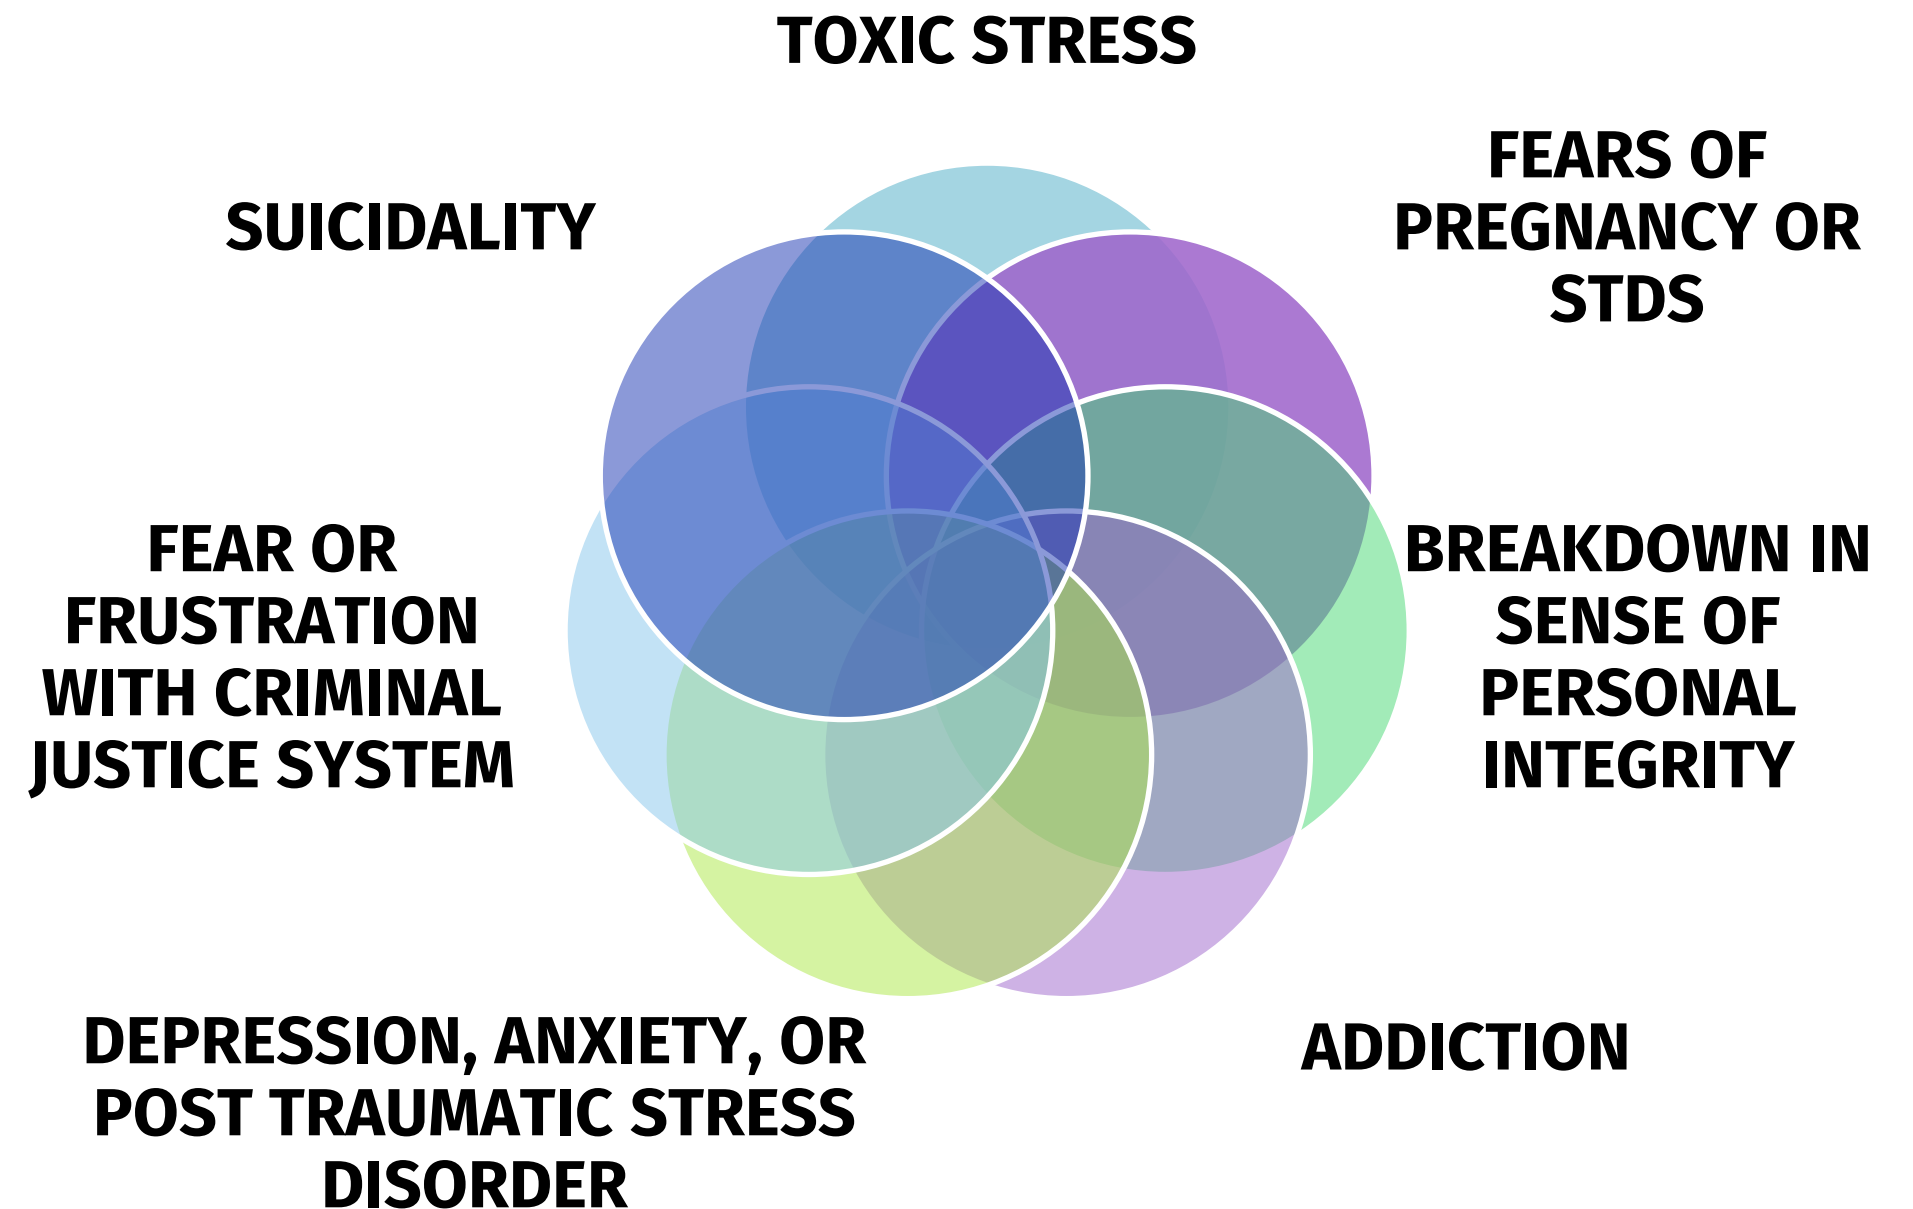 TOXIC STRESS
FEARS OF
PREGNANCY OR
STDS
BREAKDOWN IN
SENSE OF
PERSONAL
INTEGRITY
ADDICTION
DEPRESSION, ANXIETY, OR
POST TRAUMATIC STRESS
DISORDER
FEAR OR
FRUSTRATION
WITH CRIMINAL
JUSTICE SYSTEM
SUICIDALITY